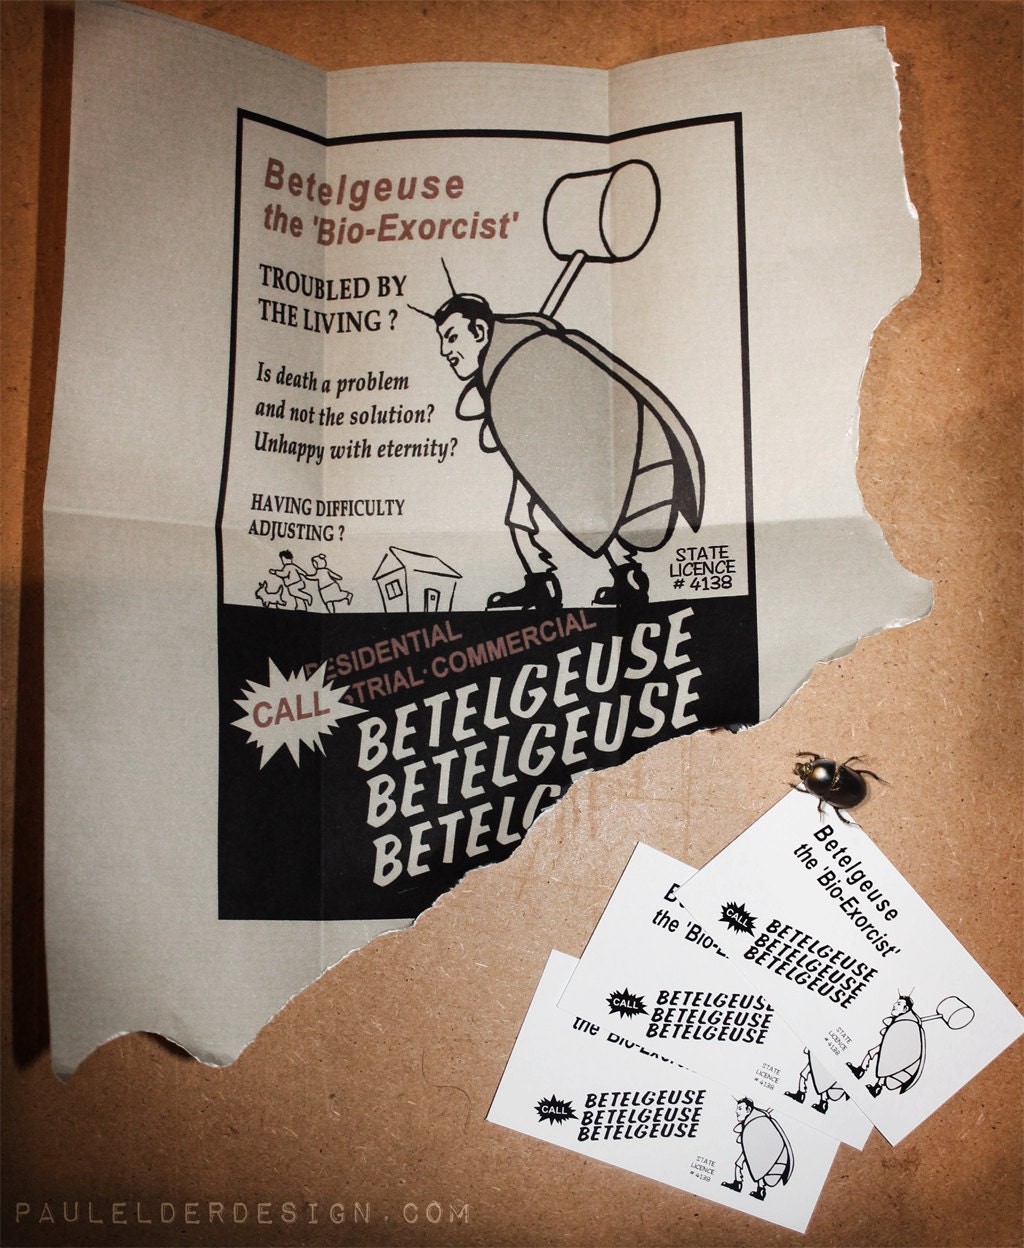 Betelgeuse
the 'Bio-Exorcist'
TROUBLED BY
THE LIVING ?
Is death a problem
and not the solution?
Unhappy with eternity?
HAVING DIFFICULTY
ADJUSTING ?
STATE
LICENCE
# 4138
RESIDENTIAL
STRIAL·COMMERCIAL
CALL
BETELGEUSE
BETELGEUSE
BETELG
Betelgeuse
the 'Bio-Exorcist'
CALL
BETELGEUSE
BETELGEUSE
BETELGEUSE
STATE
LICENCE
# 4138
B
the 'Bio-E
CALL
BETELGEUSE
BETELGEUSE
BETELGEUSE
STATE
LICENCE
# 4138
the 'Bio-Exor
CALL
BETELGEUSE
BETELGEUSE
BETELGEUSE
STATE
LICENCE
# 4138
PAULELDERDESIGN.COM